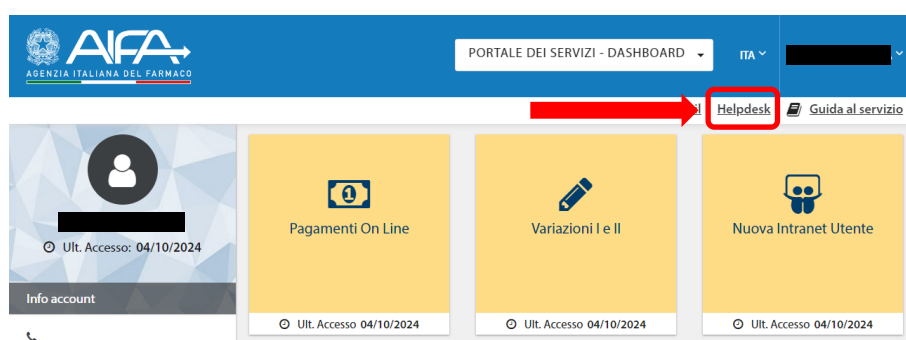 AIFA
AGENZIA ITALIANA DEL FARMACO
PORTALE DEI SERVIZI - DASHBOARD
ITA
Helpdesk
Guida al servizio
Ult. Accesso: 04/10/2024
Info account
Pagamenti On Line
Ult. Accesso 04/10/2024
Variazioni I e II
Ult. Accesso 04/10/2024
Nuova Intranet Utente
Ult. Accesso 04/10/2024